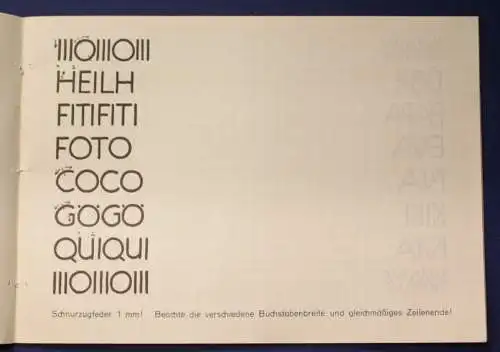 IIIOIIIOIII
HEILH
FITIFITI
FOTO
COCO
GOGO
QUIQUI
IIIOIIIOIII
Schnurzugfeder 1 mm! Beachte die verschiedene Buchstabenbreite und gleichmäßiges Zeilenende!